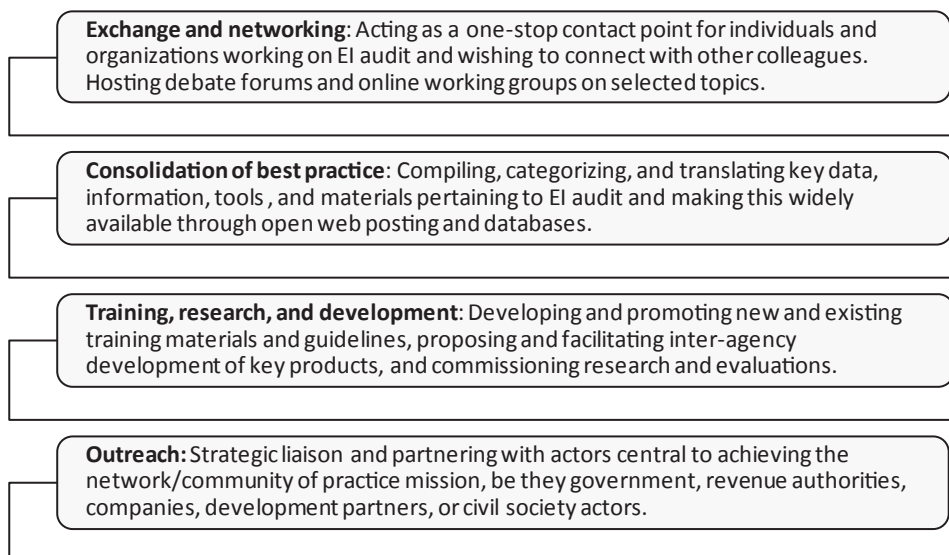 Exchange and networking: Acting as a one-stop contact point for individuals and
organizations working on EI audit and wishing to connect with other colleagues.
Hosting debate forums and online working groups on selected topics.
Consolidation of best practice: Compiling, categorizing, and translating key data,
information, tools , and materials pertaining to EI audit and making this widely
available through open web posting and databases.
Training, research, and development: Developing and promoting new and existing
training materials and guidelines, proposing and facilitating inter-agency
development of key products, and commissioning research and evaluations.
Outreach: Strategic liaison and partnering with actors central to achieving the
network/community of practice mission, be they government, revenue authorities,
companies, development partners, or civil society actors.